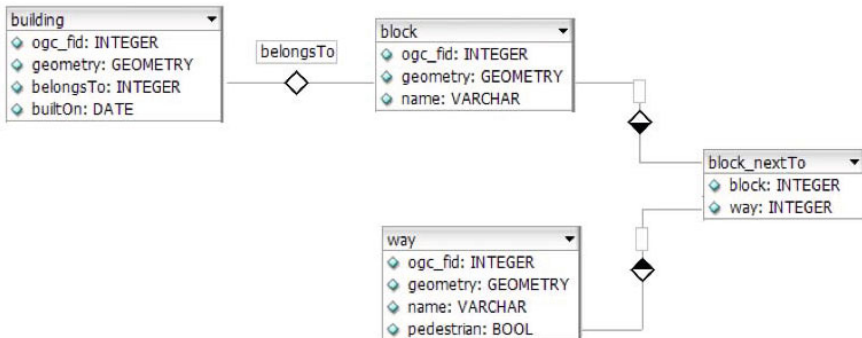 building
ogc_fid: INTEGER
geometry: GEOMETRY
belongsTo: INTEGER
builtOn: DATE
belongsTo
block
ogc_fid: INTEGER
geometry: GEOMETRY
name: VARCHAR
block_nextTo
block: INTEGER
way: INTEGER
way
ogc_fid: INTEGER
geometry: GEOMETRY
name: VARCHAR
pedestrian: BOOL